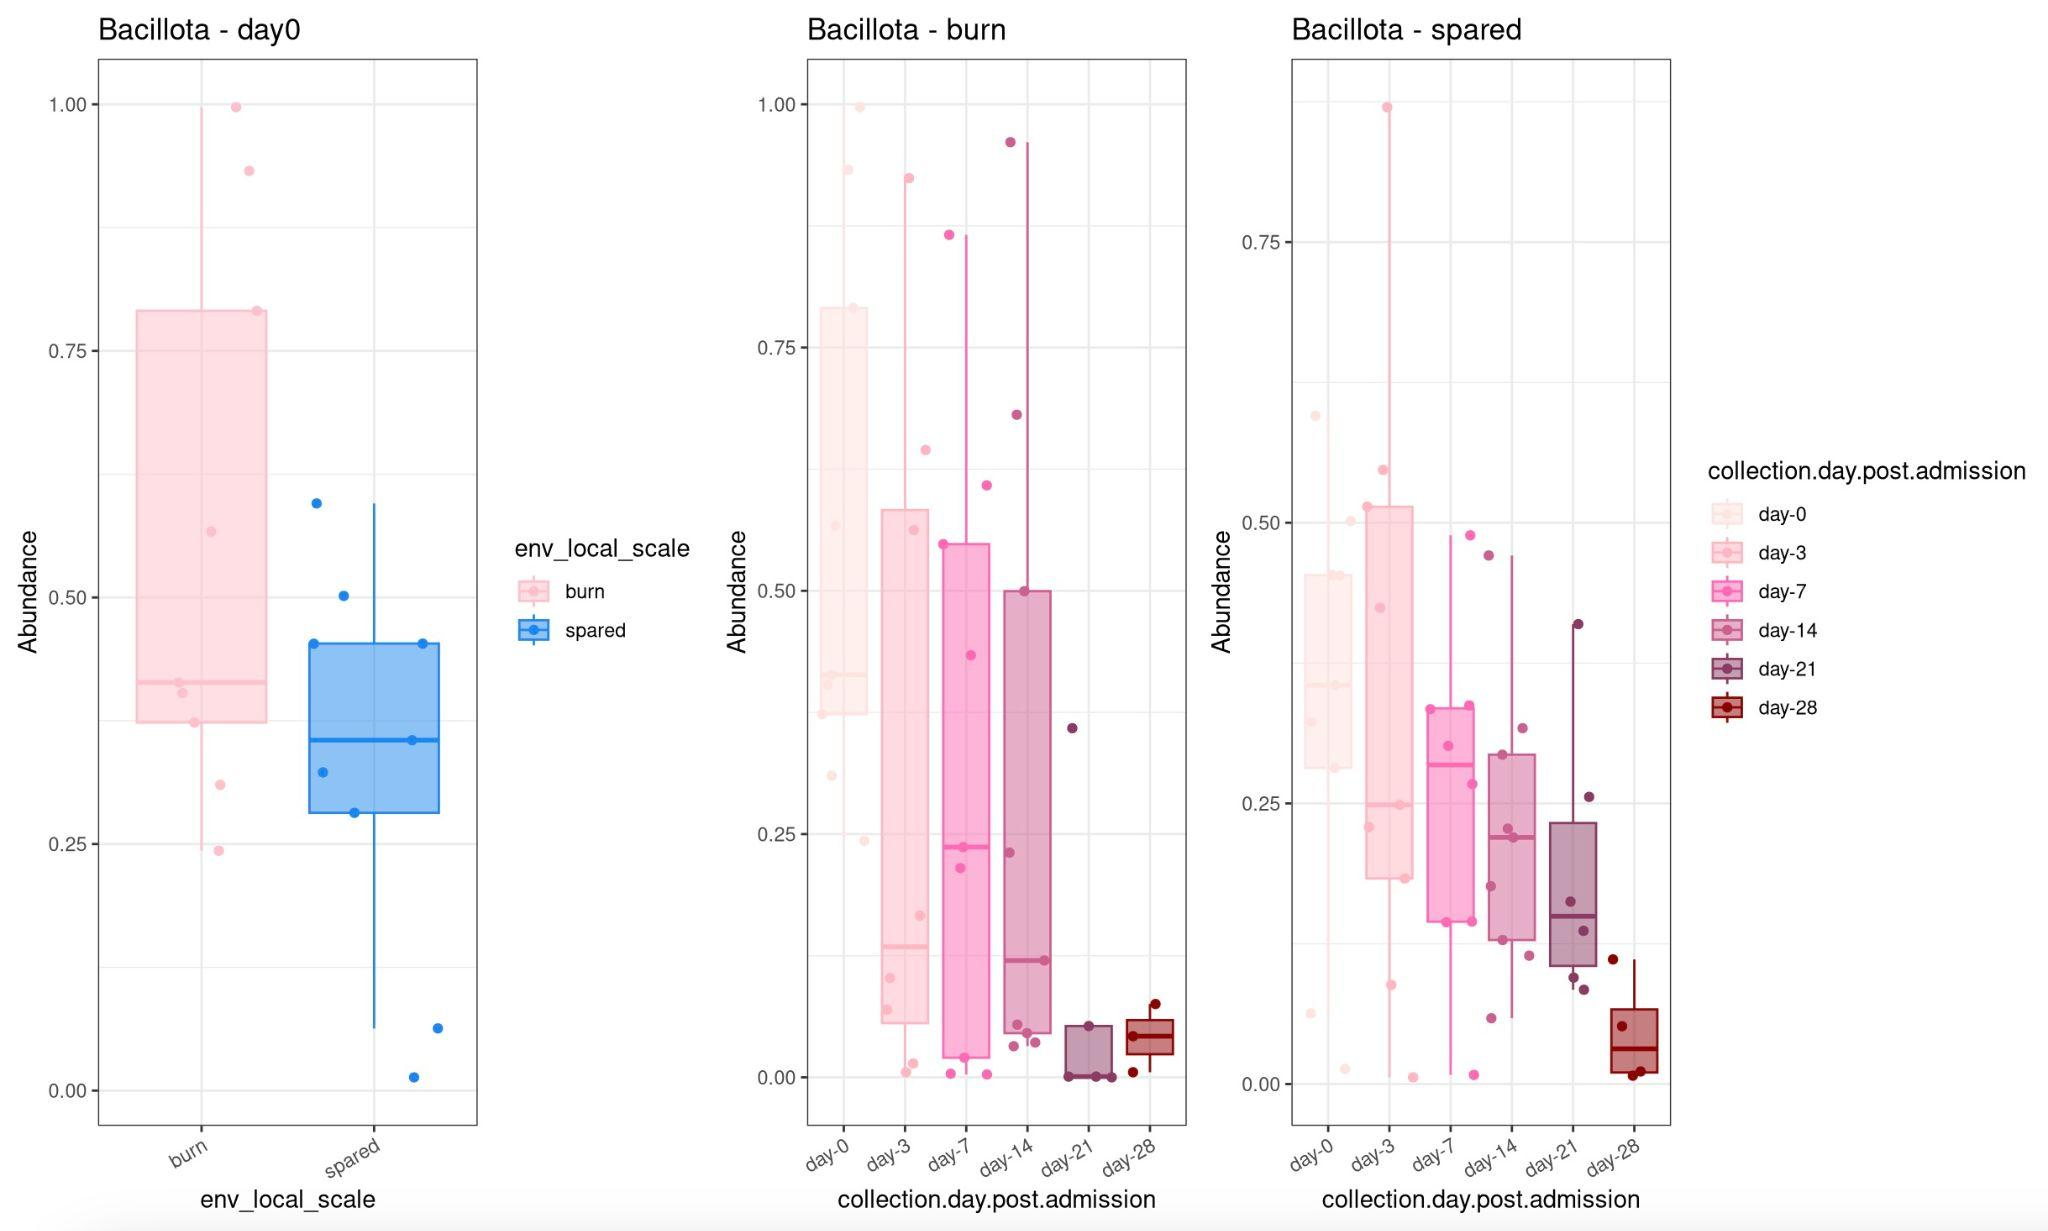 Bacillota - day0
Abundance
1.00
0.75
0.50
0.25
0.00
burn
spared
env_local_scale
env_local_scale
burn
spared
Bacillota - burn
Abundance
1.00
0.75
0.50
0.25
0.00
day-0
day-3
day-7
day-14
day-21
day-28
collection.day.post.admission
Bacillota - spared
Abundance
0.75
0.50
0.25
0.00
day-0
day-3
day-7
day-14
day-21
day-28
collection.day.post.admission
collection.day.post.admission
day-0
day-3
day-7
day-14
day-21
day-28